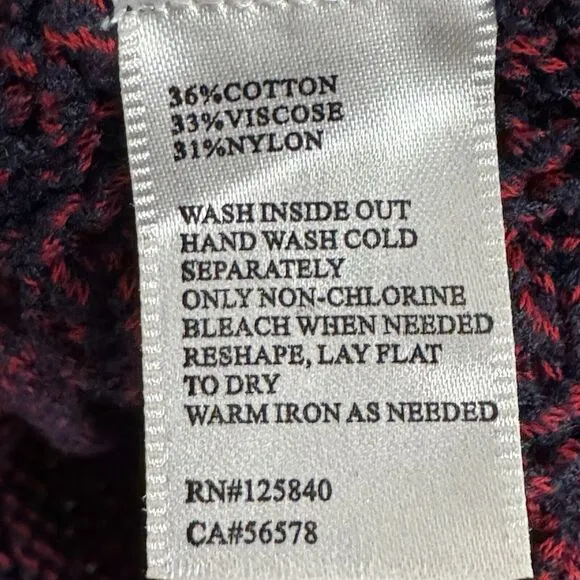 36%COTTON
33%VISCOSE
31%NYLON
WASH INSIDE OUT
HAND WASH COLD
SEPARATELY
ONLY NON-CHLORINE
BLEACH WHEN NEEDED
RESHAPE, LAY FLAT
TO DRY
WARM IRON AS NEEDED
RN#125840
CA#56578